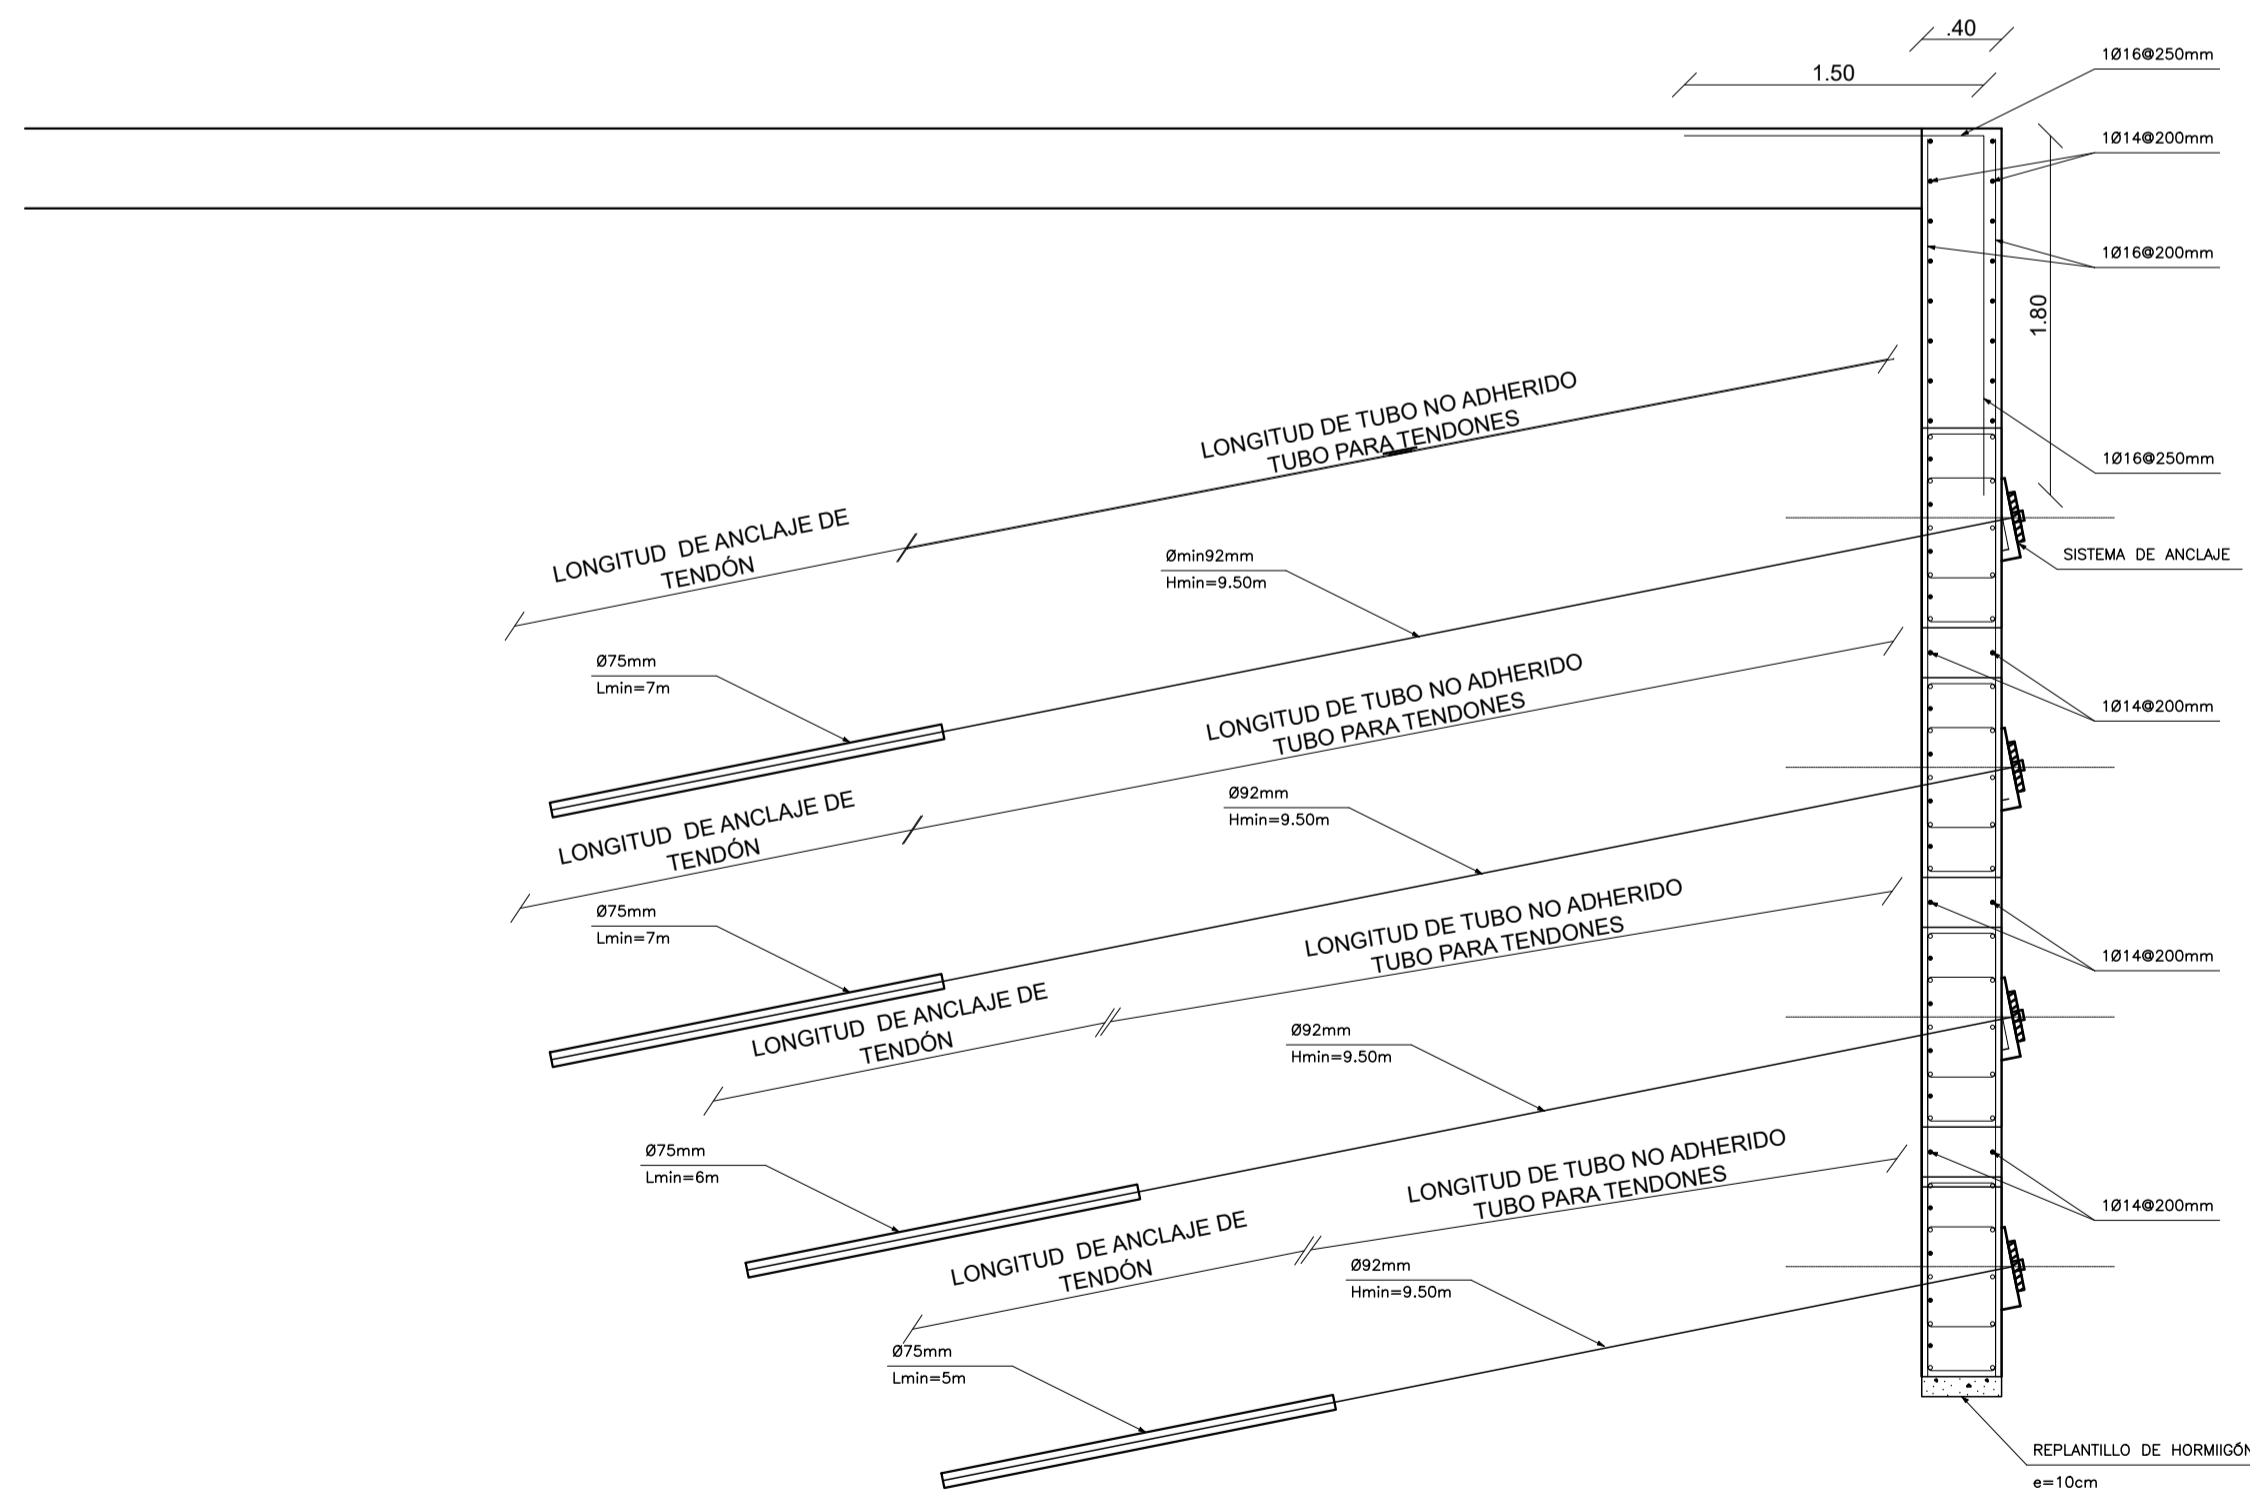 .40
1Ø16@250mm
1.50
1Ø14@200mm
1Ø16@200mm
1.80
LONGITUD DE TUBO NO ADHERIDO
TUBO PARA TENDONES
1Ø16@250mm
LONGITUD DE ANCLAJE DE
TENDÓN
Ømin92mm
Hmin=9.50m
SISTEMA DE ANCLAJE
Ø75mm
Lmin=7m
LONGITUD DE TUBO NO ADHERIDO
TUBO PARA TENDONES
1Ø14@200mm
LONGITUD DE ANCLAJE DE
TENDÓN
Ø92mm
Hmin=9.50m
Ø75mm
Lmin=7m
LONGITUD DE TUBO NO ADHERIDO
TUBO PARA TENDONES
1Ø14@200mm
LONGITUD DE ANCLAJE DE
TENDÓN
Ø92mm
Hmin=9.50m
Ø75mm
Lmin=6m
LONGITUD DE TUBO NO ADHERIDO
TUBO PARA TENDONES
1Ø14@200mm
LONGITUD DE ANCLAJE DE
TENDÓN
Ø92mm
Hmin=9.50m
Ø75mm
Lmin=5m
REPLANTILLO DE HORMIIGÓN
e=10cm